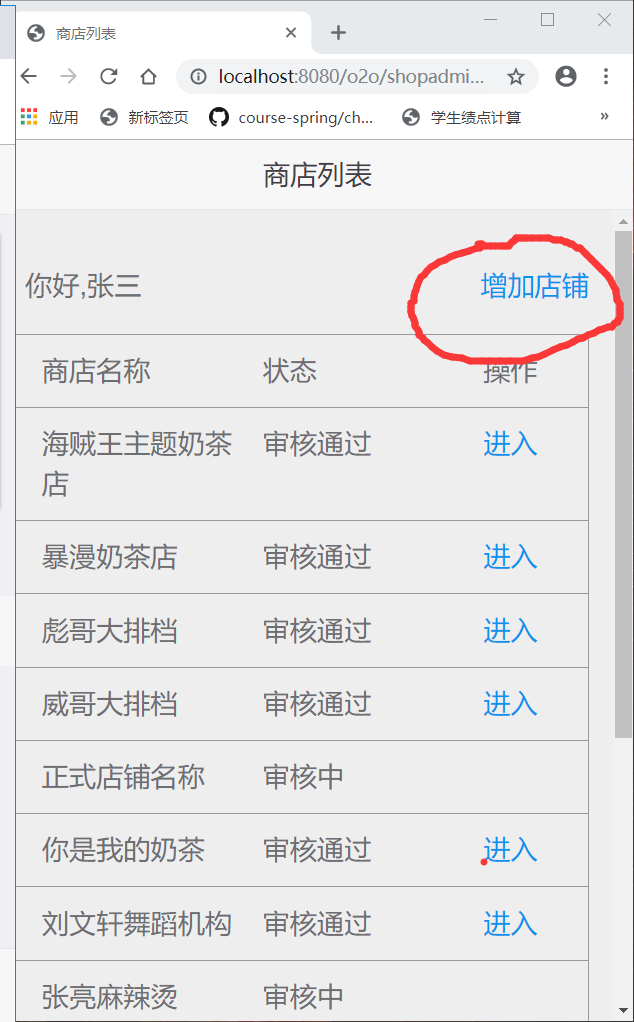 商店列表
localhost:8080/o2o/shopadmi...
应用 新标签页 course-spring/ch... 学生绩点计算 »
商店列表
你好,张三 增加店铺
商店名称 状态 操作
海贼王主题奶茶 审核通过 进入
店
暴漫奶茶店 审核通过 进入
彪哥大排档 审核通过 进入
威哥大排档 审核通过 进入
正式店铺名称 审核中
你是我的奶茶 审核通过 进入
刘文轩舞蹈机构 审核通过 进入
张亮麻辣烫 审核中